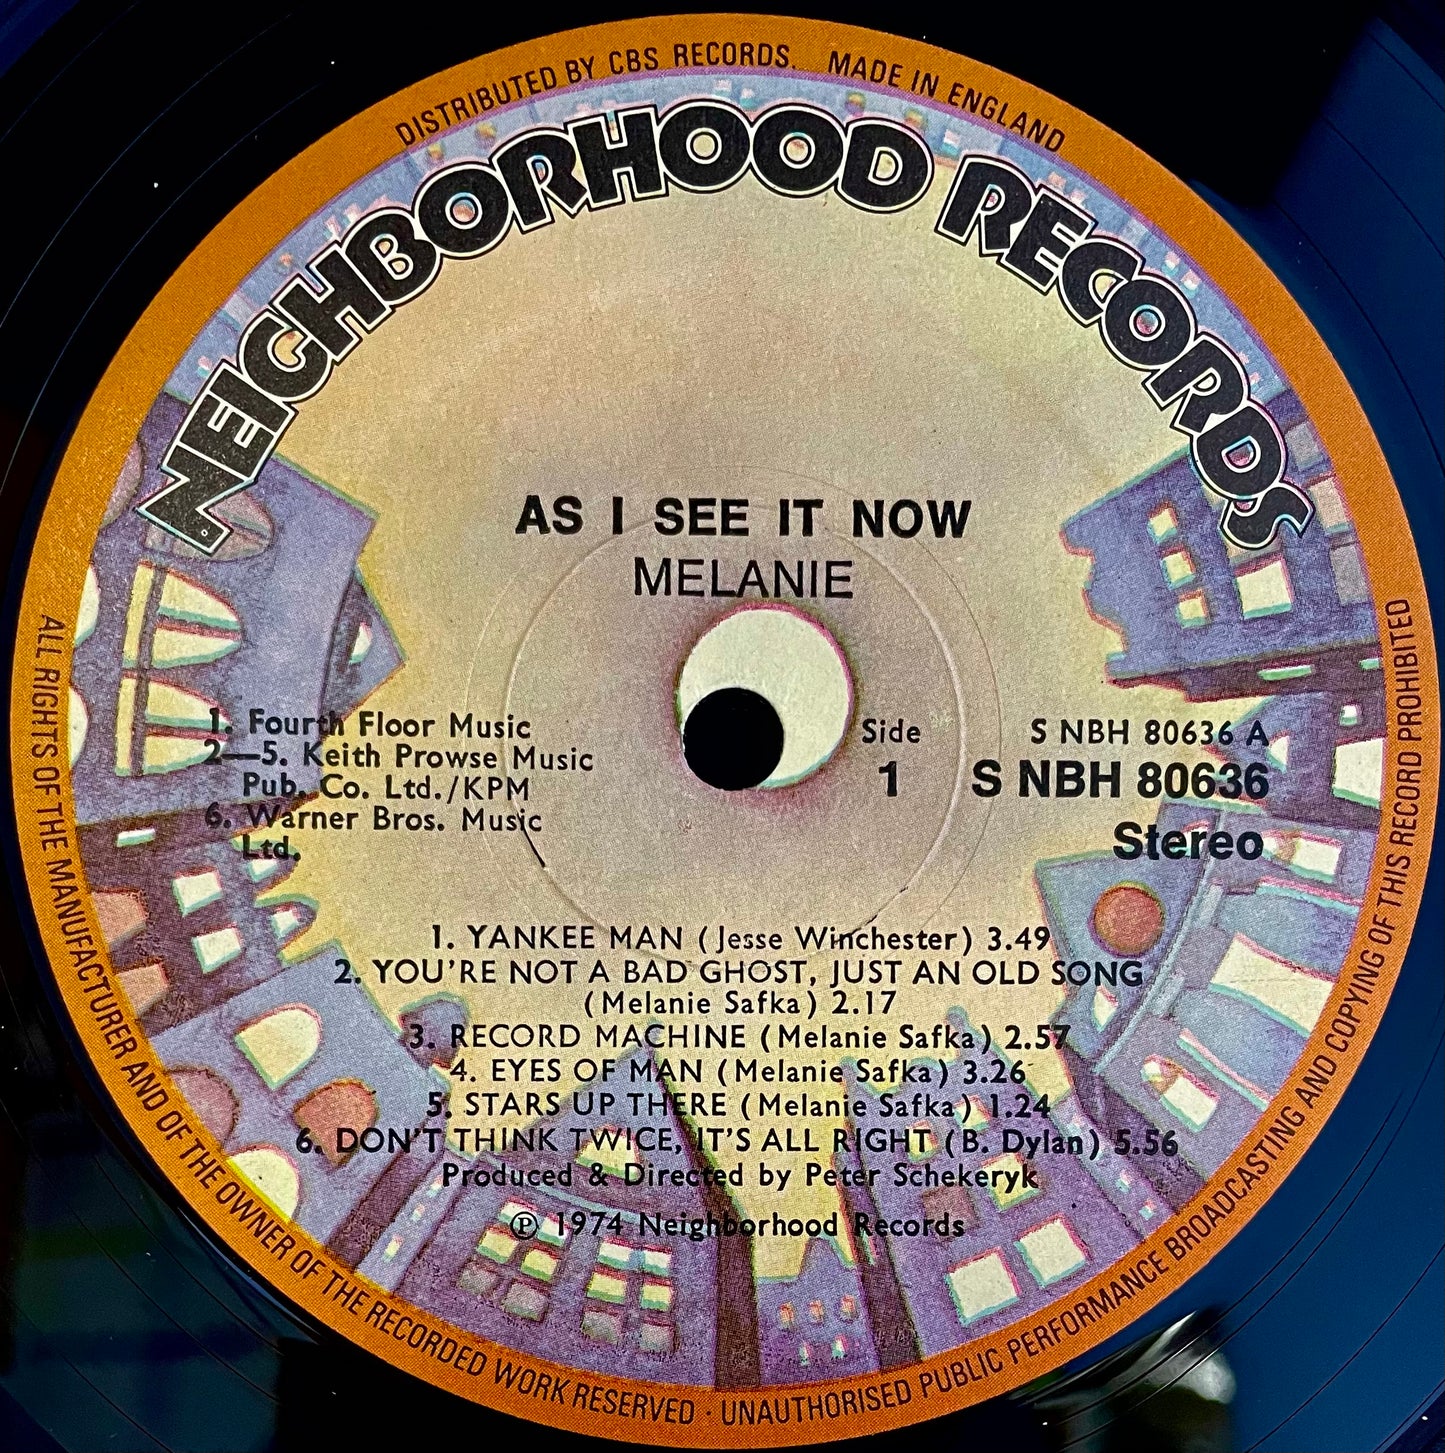 DISTRIBUTED BY CBS RECORDS. MADE IN ENGLAND
NEIGHBORHOOD RECORDS
AS I SEE IT NOW
MELANIE
1. Fourth Floor Music
2—5. Keith Prowse Music
Pub. Co. Ltd./KPM
6. Warner Bros. Music
Ltd.
Side
1
S NBH 80636 A
S NBH 80636
Stereo
1. YANKEE MAN (Jesse Winchester) 3.49
2. YOU'RE NOT A BAD GHOST, JUST AN OLD SONG
(Melanie Safka) 2.17
3. RECORD MACHINE (Melanie Safka) 2.57
4. EYES OF MAN (Melanie Safka) 3.26
5. STARS UP THERE (Melanie Safka) 1.24
6. DON'T THINK TWICE, IT'S ALL RIGHT (B. Dylan) 5.56
Produced & Directed by Peter Schekeryk
℗ 1974 Neighborhood Records
ALL RIGHTS OF THE MANUFACTURER AND OF THE OWNER OF THE RECORDED WORK RESERVED · UNAUTHORISED PUBLIC PERFORMANCE BROADCASTING AND COPYING OF THIS RECORD PROHIBITED